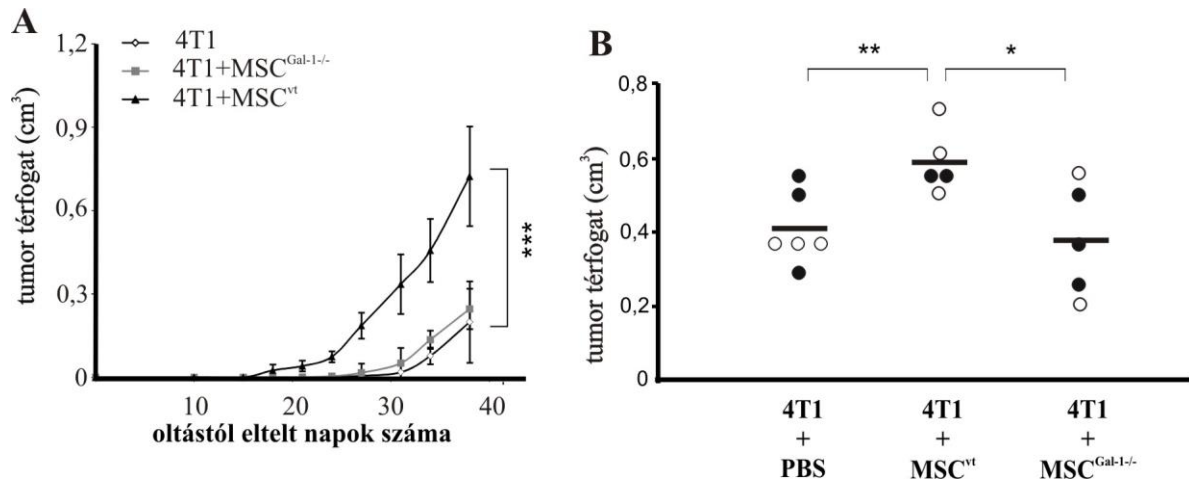 A
4T1
4T1+MSC^Gal-1-/-
4T1+MSC^vt
tumor térfogat (cm³)
1,2
0,9
0,6
0,3
0
10
20
30
40
oltástól eltelt napok száma
***
B
**
*
tumor térfogat (cm³)
0,8
0,6
0,4
0,2
0
4T1
+
PBS
4T1
+
MSC^vt
4T1
+
MSC^Gal-1-/-